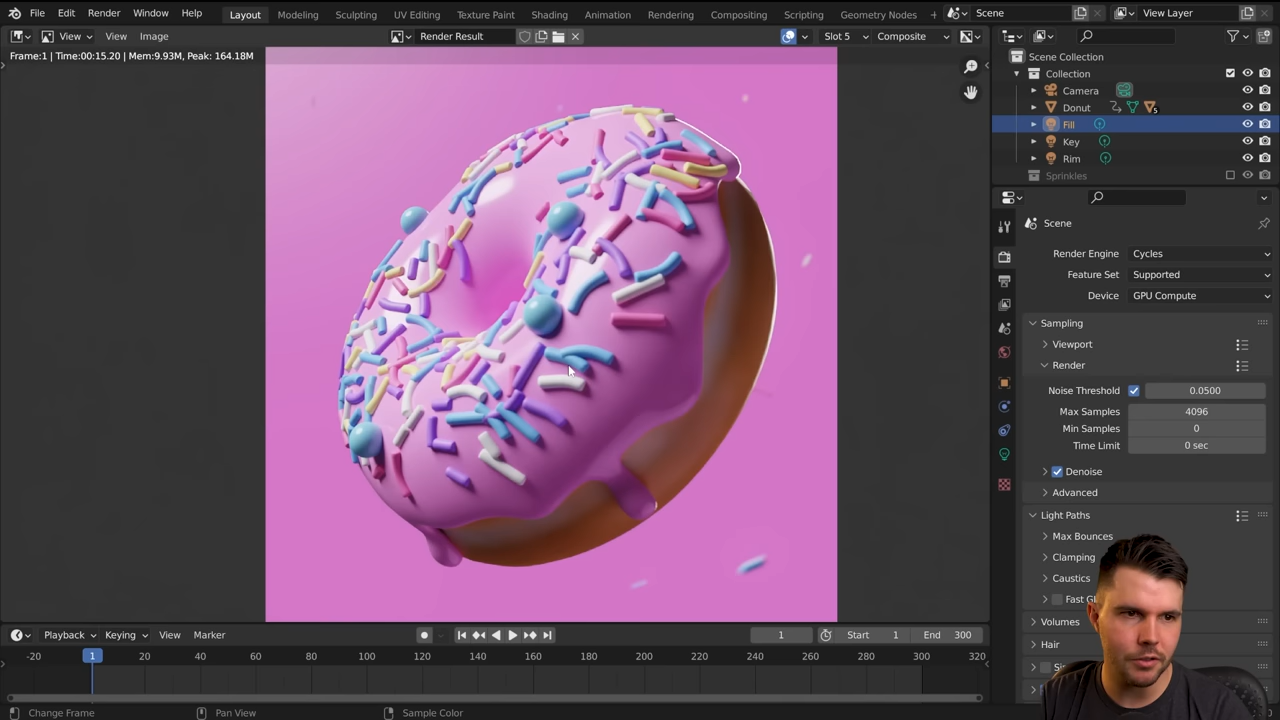 File Edit Render Window Help Layout Modeling Sculpting UV Editing Texture Paint Shading Animation Rendering Compositing Scripting Geometry Nodes + Scene View Layer
View View Image Render Result Slot 5 Composite
Frame:1 | Time:00:15.20 | Mem:9.93M, Peak: 164.18M
Scene Collection
Collection
Camera
Donut 5
Fill
Key
Rim
Sprinkles
Scene
Render Engine Cycles
Feature Set Supported
Device GPU Compute
Sampling
Viewport
Render
Noise Threshold 0.0500
Max Samples 4096
Min Samples 0
Time Limit 0 sec
Denoise
Advanced
Light Paths
Max Bounces
Clamping
Caustics
Volumes
Hair
Playback Keying View Marker 1 Start 1 End 300
-20 1 20 40 60 80 100 120 140 160 180 200 220 240 260 280 300 320
Change Frame Pan View Sample Color